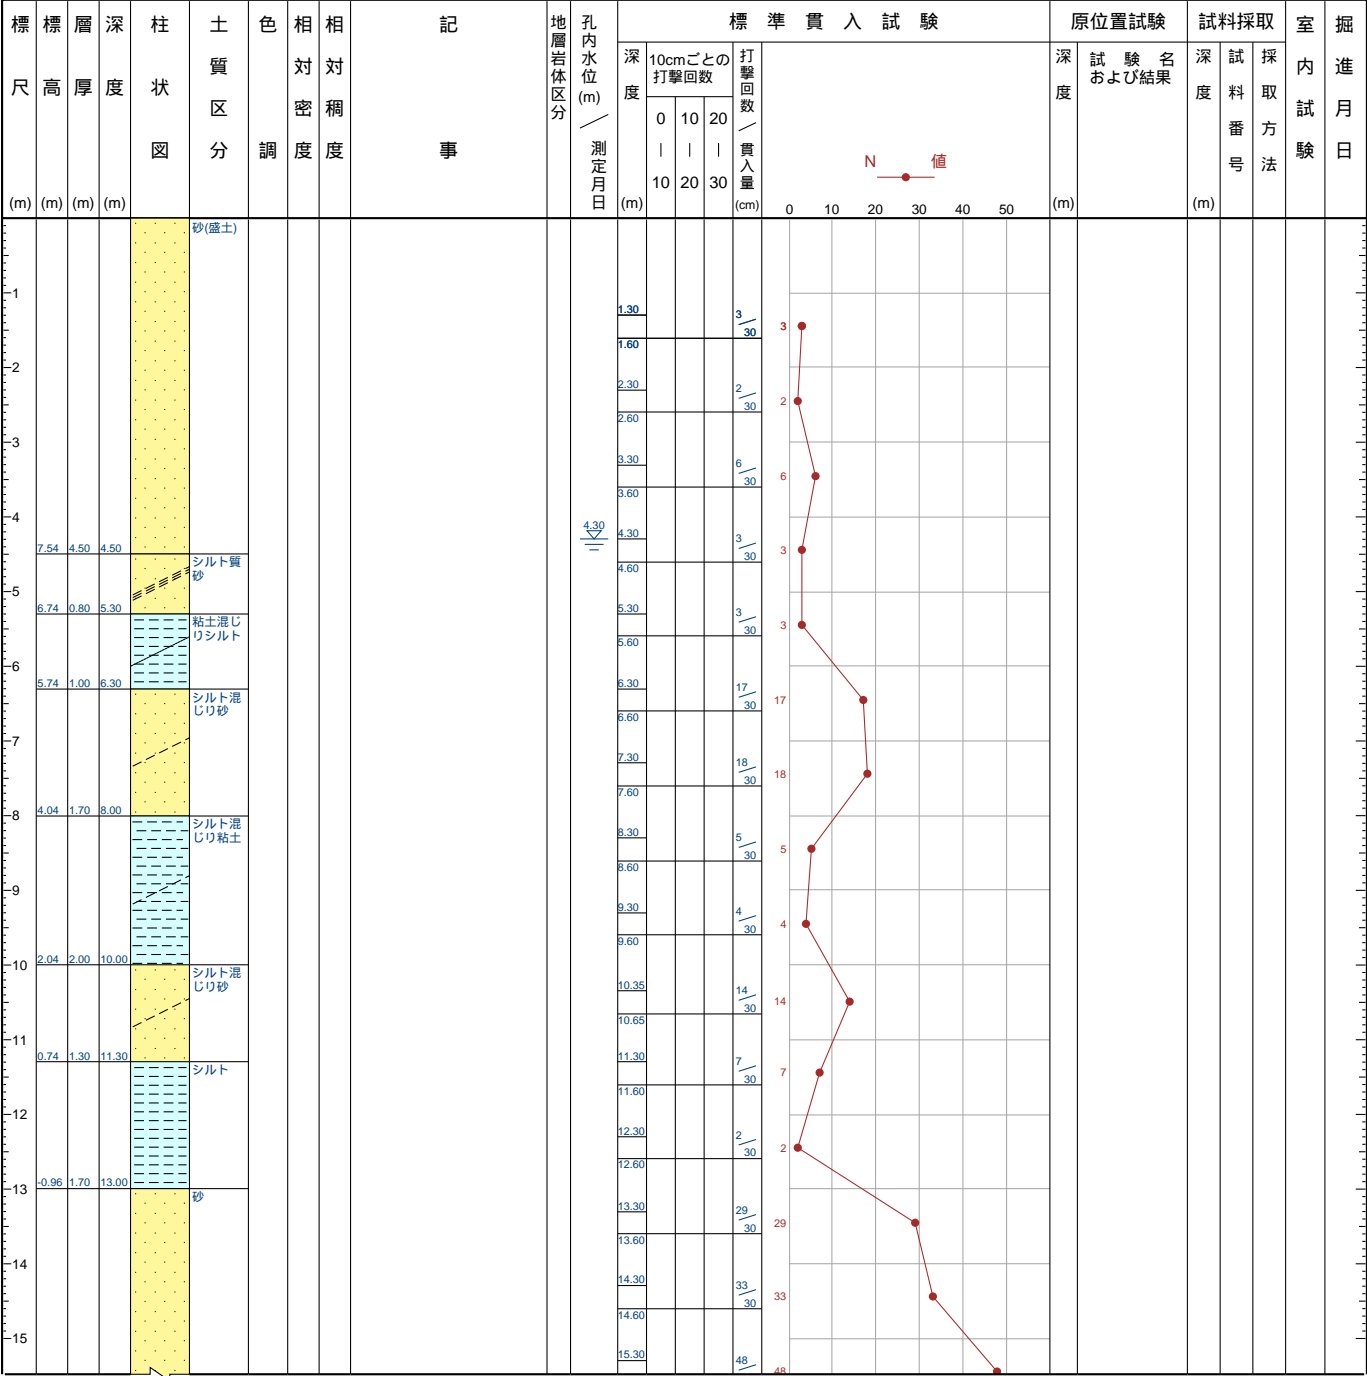 標尺
(m)
標高
(m)
層厚
(m)
深度
(m)
柱状図
土質区分
色調
相対密度
相対稠度
記事
地層岩体区分
孔内水位(m)／測定月日
標準貫入試験
深度
(m)
10cmごとの
打撃回数
0
|
10
10
|
20
20
|
30
打撃回数／貫入量
(cm)
N 値
0 10 20 30 40 50
原位置試験
深度
(m)
試験名
および結果
試料採取
深度
(m)
試料番号
採取方法
室内試験
掘進月日
砂(盛土)
1
1.30 3
30 3
1.60
2
2.30 2
30 2
2.60
3
3.30 6
30 6
3.60
4
4.30
4.30 3
30 3
7.54 4.50 4.50
シルト質
砂
4.60
5
6.74 0.80 5.30
5.30 3
30 3
粘土混じ
りシルト
5.60
6
5.74 1.00 6.30
6.30 17
30 17
シルト混
じり砂
6.60
7
7.30 18
30 18
7.60
4.04 1.70 8.00
8
シルト混
じり粘土
8.30 5
30 5
8.60
9
9.30 4
30 4
9.60
2.04 2.00 10.00
10
シルト混
じり砂
10.35 14
30 14
10.65
11
0.74 1.30 11.30
11.30 7
30 7
シルト
11.60
12
12.30 2
30 2
12.60
-0.96 1.70 13.00
13
砂
13.30 29
30 29
13.60
14
14.30 33
30 33
14.60
15
15.30 48
48